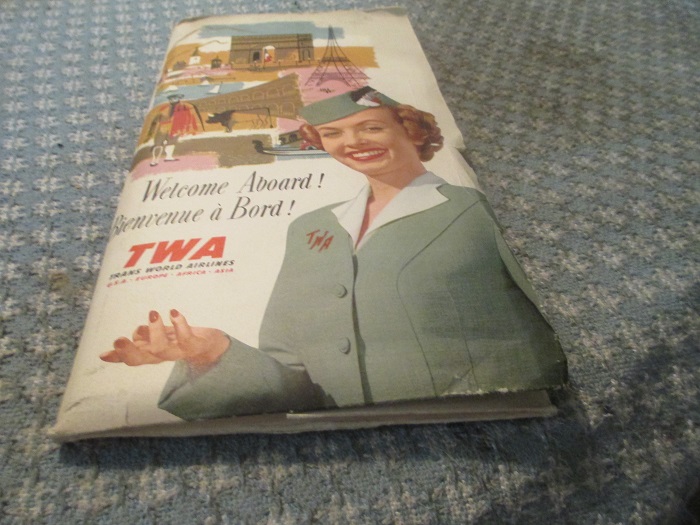 Welcome Aboard!
Bienvenue à Bord!
TWA
TRANS WORLD AIRLINES
U.S.A. · EUROPE · AFRICA · ASIA
TWA